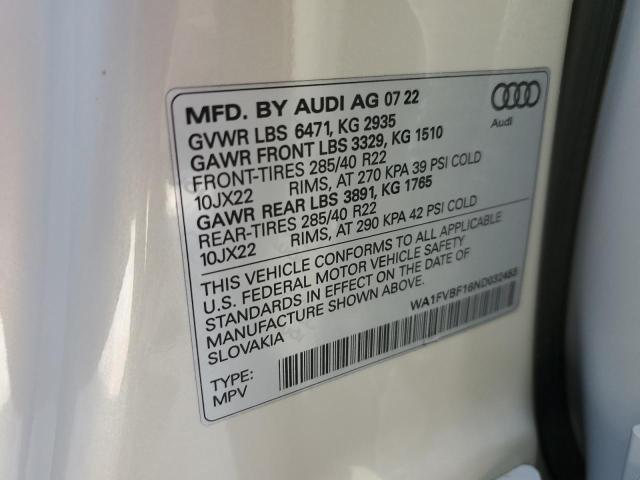 MFD. BY AUDI AG 07 22
GVWR LBS 6471, KG 2935
GAWR FRONT LBS 3329, KG 1510
FRONT-TIRES 285/40 R22
10JX22 RIMS, AT 270 KPA 39 PSI COLD
GAWR REAR LBS 3891, KG 1765
REAR-TIRES 285/40 R22
10JX22 RIMS, AT 290 KPA 42 PSI COLD
Audi
THIS VEHICLE CONFORMS TO ALL APPLICABLE
U.S. FEDERAL MOTOR VEHICLE SAFETY
STANDARDS IN EFFECT ON THE DATE OF
MANUFACTURE SHOWN ABOVE.
SLOVAKIA
WA1FVBF16ND032453
TYPE:
MPV